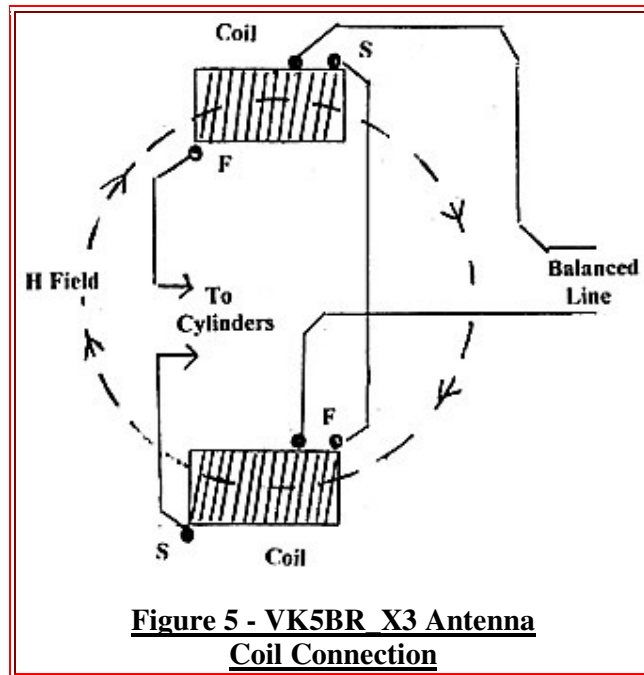 Coil
S
F
H Field
To
Cylinders
Balanced
Line
F
S
Coil
Figure 5 - VK5BR_X3 Antenna
Coil Connection